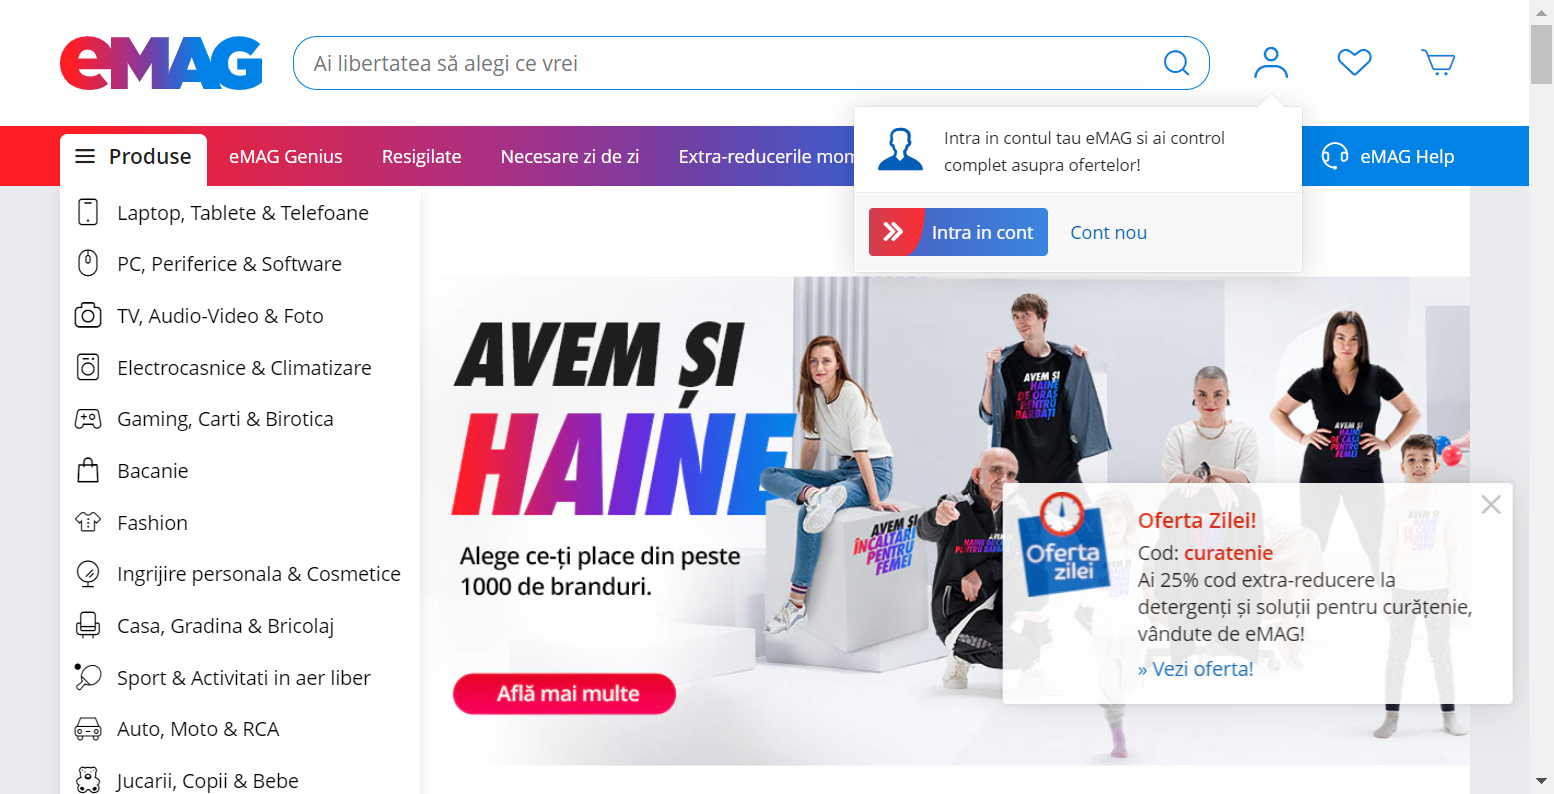 eMAG
Ai libertatea să alegi ce vrei
Produse
eMAG Genius
Resigilate
Necesare zi de zi
Extra-reducerile mom
eMAG Help
Intra in contul tau eMAG si ai control
complet asupra ofertelor!
Intra in cont
Cont nou
Laptop, Tablete & Telefoane
PC, Periferice & Software
TV, Audio-Video & Foto
Electrocasnice & Climatizare
Gaming, Carti & Birotica
Bacanie
Fashion
Ingrijire personala & Cosmetice
Casa, Gradina & Bricolaj
Sport & Activitati in aer liber
Auto, Moto & RCA
Jucarii, Copii & Bebe
AVEM ȘI
HAINE
Alege ce-ți place din peste
1000 de branduri.
Află mai multe
AVEM ȘI
HAINE
DE ORAS
PENTRU
BARBAȚI
AVEM ȘI
HAINE
DE CASA
PENTRU
FEMEI
AVEM ȘI
ÎNCALȚARI
PENTRU
FEMEI
Oferta
zilei
Oferta Zilei!
Cod: curatenie
Ai 25% cod extra-reducere la
detergenți și soluții pentru curățenie,
vândute de eMAG!
» Vezi oferta!